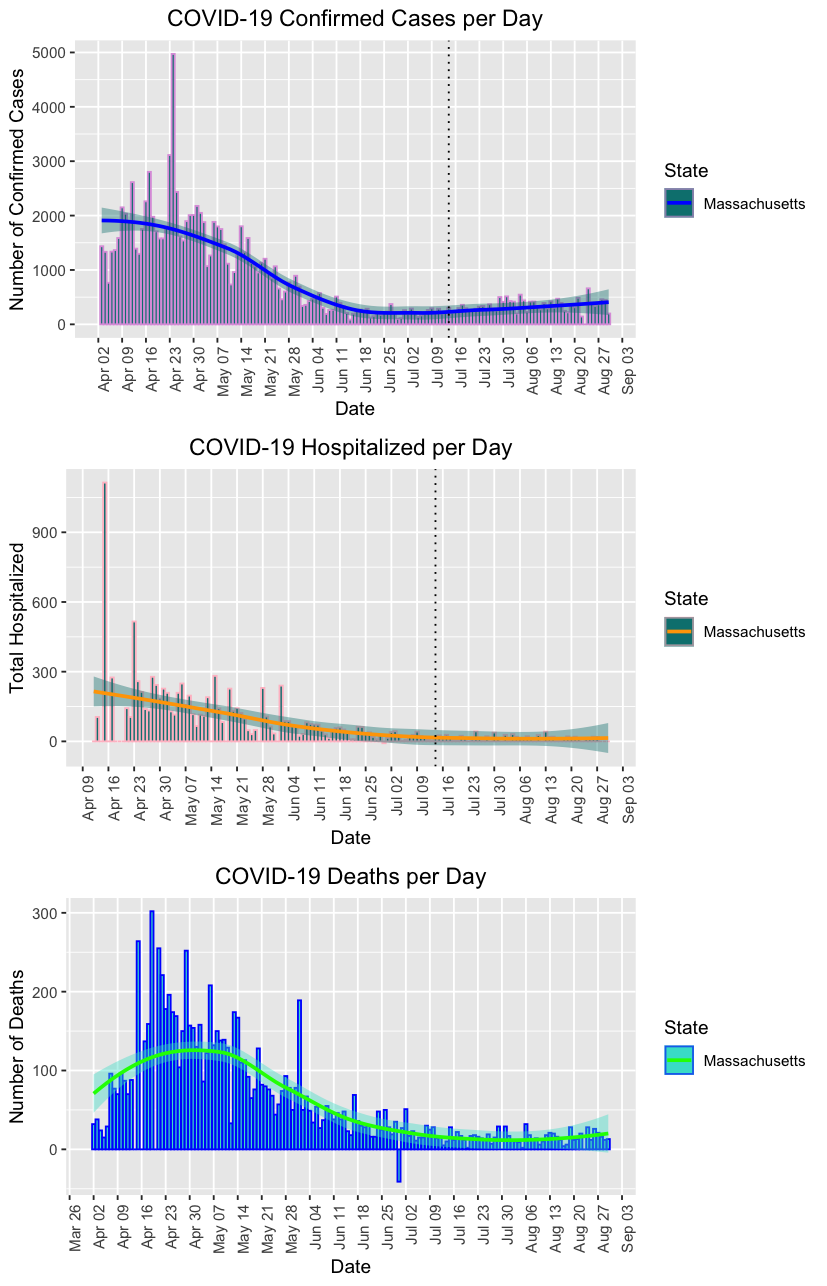 COVID-19 Confirmed Cases per Day
Number of Confirmed Cases
5000
4000
3000
2000
1000
0
Apr 02
Apr 09
Apr 16
Apr 23
Apr 30
May 07
May 14
May 21
May 28
Jun 04
Jun 11
Jun 18
Jun 25
Jul 02
Jul 09
Jul 16
Jul 23
Jul 30
Aug 06
Aug 13
Aug 20
Aug 27
Sep 03
Date
State
Massachusetts
COVID-19 Hospitalized per Day
Total Hospitalized
900
600
300
0
Apr 09
Apr 16
Apr 23
Apr 30
May 07
May 14
May 21
May 28
Jun 04
Jun 11
Jun 18
Jun 25
Jul 02
Jul 09
Jul 16
Jul 23
Jul 30
Aug 06
Aug 13
Aug 20
Aug 27
Sep 03
Date
State
Massachusetts
COVID-19 Deaths per Day
Number of Deaths
300
200
100
0
Mar 26
Apr 02
Apr 09
Apr 16
Apr 23
Apr 30
May 07
May 14
May 21
May 28
Jun 04
Jun 11
Jun 18
Jun 25
Jul 02
Jul 09
Jul 16
Jul 23
Jul 30
Aug 06
Aug 13
Aug 20
Aug 27
Sep 03
Date
State
Massachusetts